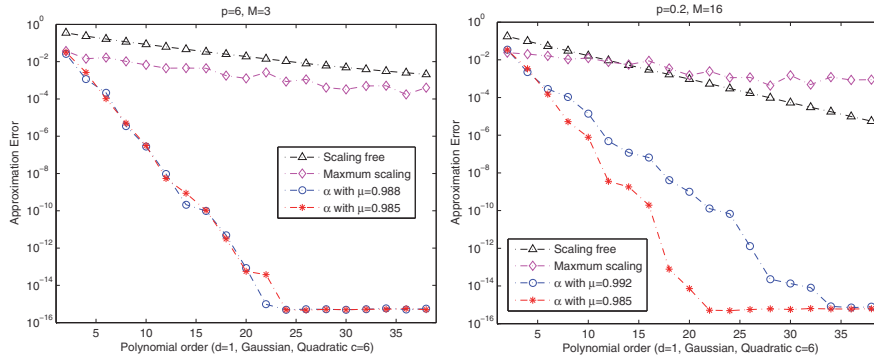 p=6, M=3
10^0
10^-2
10^-4
10^-6
10^-8
10^-10
10^-12
10^-14
10^-16
Approximation Error
Scaling free
Maxmum scaling
α with μ=0.988
α with μ=0.985
5 10 15 20 25 30 35
Polynomial order (d=1, Gaussian, Quadratic c=6)
p=0.2, M=16
10^0
10^-2
10^-4
10^-6
10^-8
10^-10
10^-12
10^-14
10^-16
Approximation Error
Scaling free
Maxmum scaling
α with μ=0.992
α with μ=0.985
5 10 15 20 25 30 35
Polynomial order (d=1, Gaussian, Quadratic c=6)